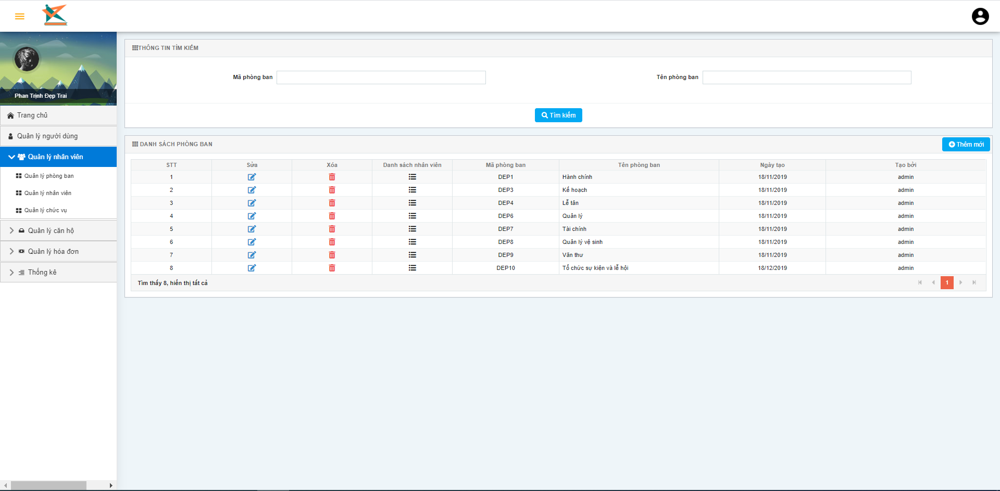 THÔNG TIN TÌM KIẾM
Mã phòng ban
Tên phòng ban
Tìm kiếm
Phan Trịnh Đẹp Trai
Trang chủ
Quản lý người dùng
Quản lý nhân viên
Quản lý phòng ban
Quản lý nhân viên
Quản lý chức vụ
Quản lý căn hộ
Quản lý hóa đơn
Thống kê
DANH SÁCH PHÒNG BAN
Thêm mới
STT Sửa Xóa Danh sách nhân viên Mã phòng ban Tên phòng ban Ngày tạo Tạo bởi
1 DEP1 Hành chính 18/11/2019 admin
2 DEP3 Kế hoạch 18/11/2019 admin
3 DEP4 Lễ tân 18/11/2019 admin
4 DEP6 Quản lý 18/11/2019 admin
5 DEP7 Tài chính 18/11/2019 admin
6 DEP8 Quản lý vệ sinh 18/11/2019 admin
7 DEP9 Văn thư 18/11/2019 admin
8 DEP10 Tổ chức sự kiện và lễ hội 18/12/2019 admin
Tìm thấy 8, hiển thị tất cả
1